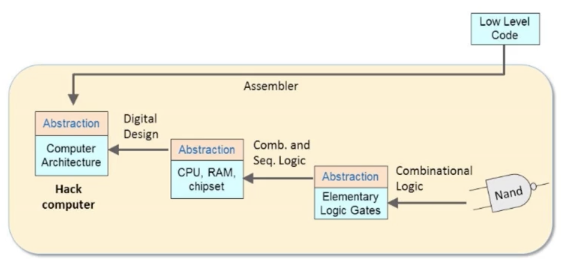 Low Level
Code
Assembler
Abstraction
Computer
Architecture
Hack
computer
Digital
Design
Abstraction
CPU, RAM,
chipset
Comb. and
Seq. Logic
Abstraction
Elementary
Logic Gates
Combinational
Logic
Nand